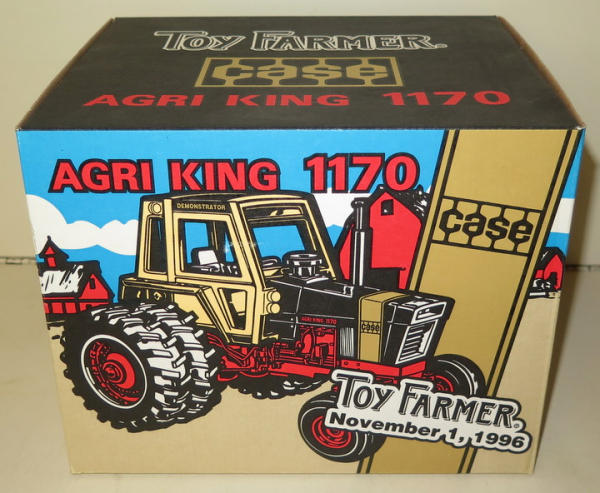 TOY FARMER®
case
AGRI KING 1170
AGRI KING 1170
DEMONSTRATOR
case
AGRI KING 1170
case
TOY FARMER®
November 1, 1996